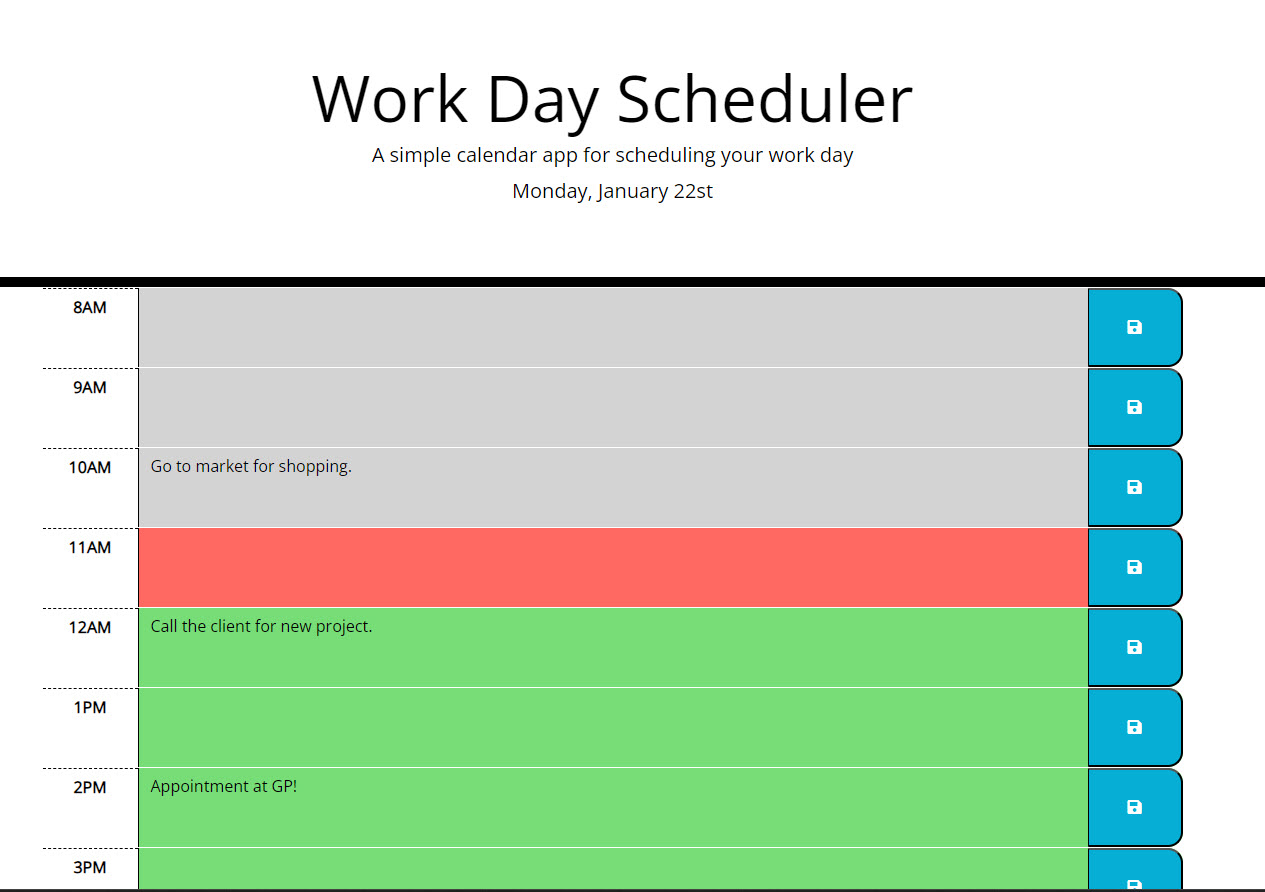 Work Day Scheduler
A simple calendar app for scheduling your work day
Monday, January 22st
8AM
9AM
10AM Go to market for shopping.
11AM
12AM Call the client for new project.
1PM
2PM Appointment at GP!
3PM